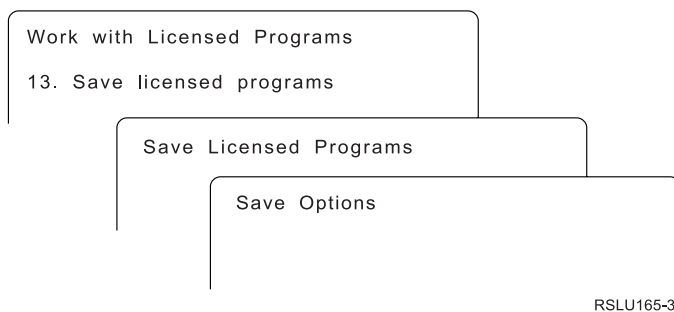 Work with Licensed Programs
13. Save licensed programs
Save Licensed Programs
Save Options
RSLU165-3